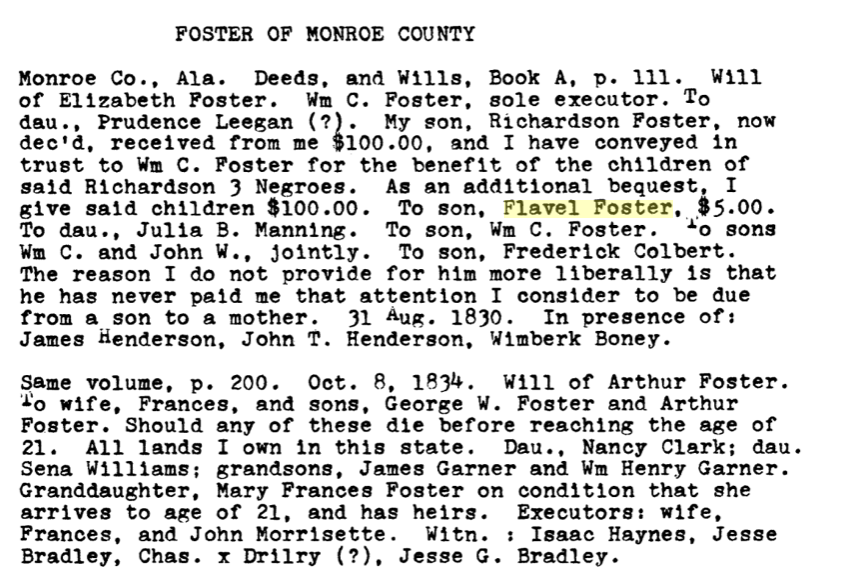 FOSTER OF MONROE COUNTY
Monroe Co., Ala. Deeds, and Wills, Book A, p. 111. Will
of Elizabeth Foster. Wm C. Foster, sole executor. To
dau., Prudence Leegan (?). My son, Richardson Foster, now
dec'd, received from me $100.00, and I have conveyed in
trust to Wm C. Foster for the benefit of the children of
said Richardson 3 Negroes. As an additional bequest, I
give said children $100.00. To son, Flavel Foster, $5.00.
To dau., Julia B. Manning. To son, Wm C. Foster. To sons
Wm C. and John W., jointly. To son, Frederick Colbert.
The reason I do not provide for him more liberally is that
he has never paid me that attention I consider to be due
from a son to a mother. 31 Aug. 1830. In presence of:
James Henderson, John T. Henderson, Wimberk Boney.
Same volume, p. 200. Oct. 8, 1834. Will of Arthur Foster.
To wife, Frances, and sons, George W. Foster and Arthur
Foster. Should any of these die before reaching the age of
21. All lands I own in this state. Dau., Nancy Clark; dau.
Sena Williams; grandsons, James Garner and Wm Henry Garner.
Granddaughter, Mary Frances Foster on condition that she
arrives to age of 21, and has heirs. Executors: wife,
Frances, and John Morrisette. Witn. : Isaac Haynes, Jesse
Bradley, Chas. x Drilry (?), Jesse G. Bradley.